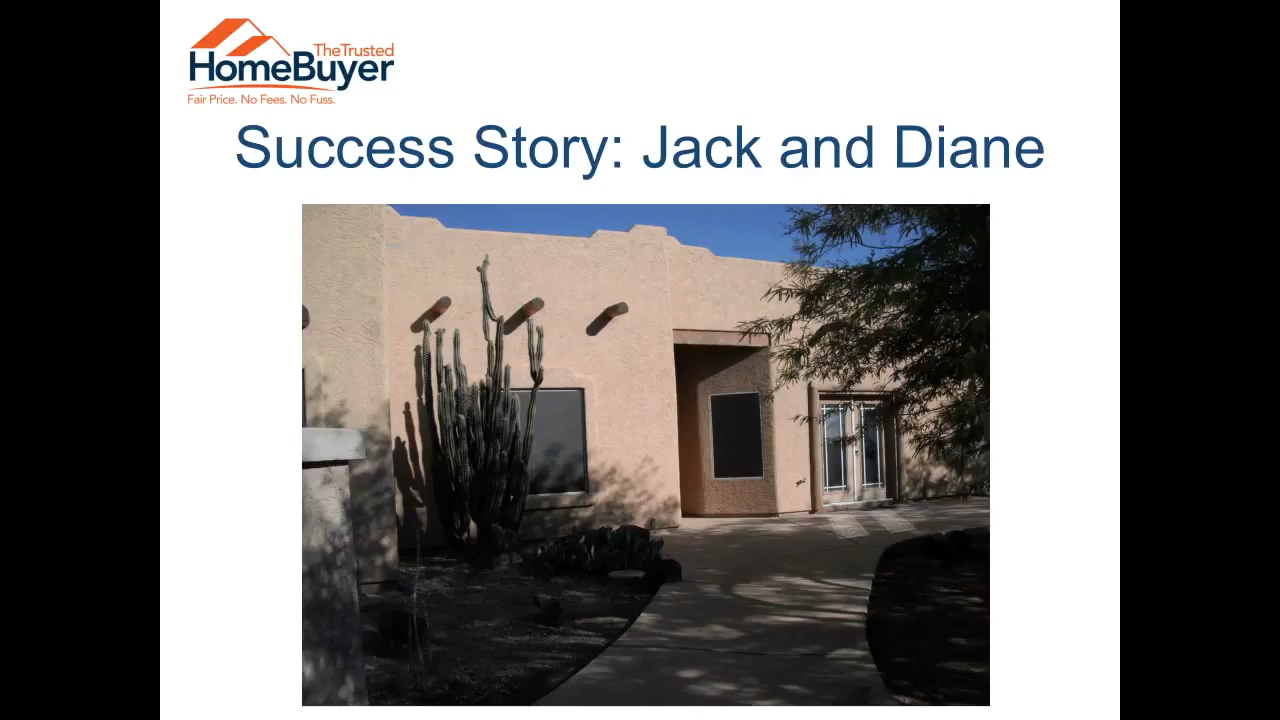 TheTrusted
HomeBuyer
Fair Price. No Fees. No Fuss.
Success Story: Jack and Diane